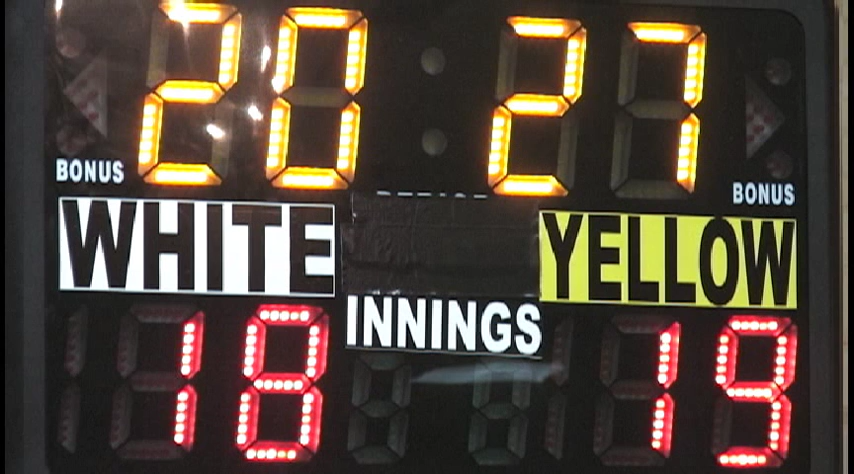 20 27
BONUS BONUS
WHITE YELLOW
INNINGS
18 19